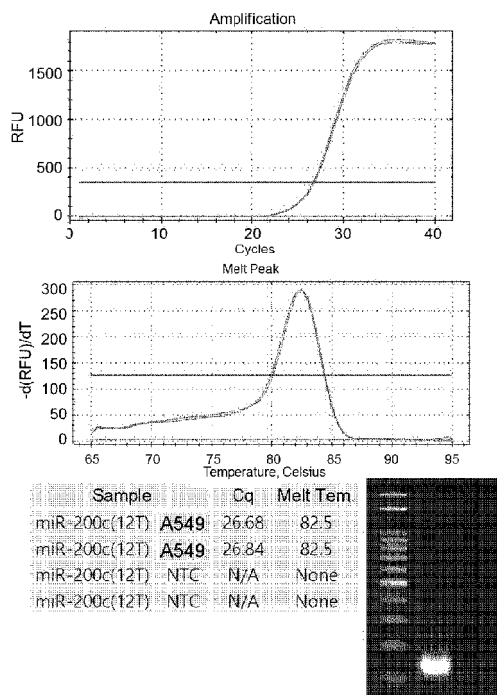 Amplification
1500
1000
500
0
RFU
0 10 20 30 40
Cycles
Melt Peak
300
250
200
150
100
50
0
-d(RFU)/dT
65 70 75 80 85 90 95
Temperature, Celsius
Sample Cq Melt Tem.
miR-200c(12T) A549 26.68 82.5
miR-200c(12T) A549 26.84 82.5
miR-200c(12T) NTC N/A None
miR-200c(12T) NTC N/A None